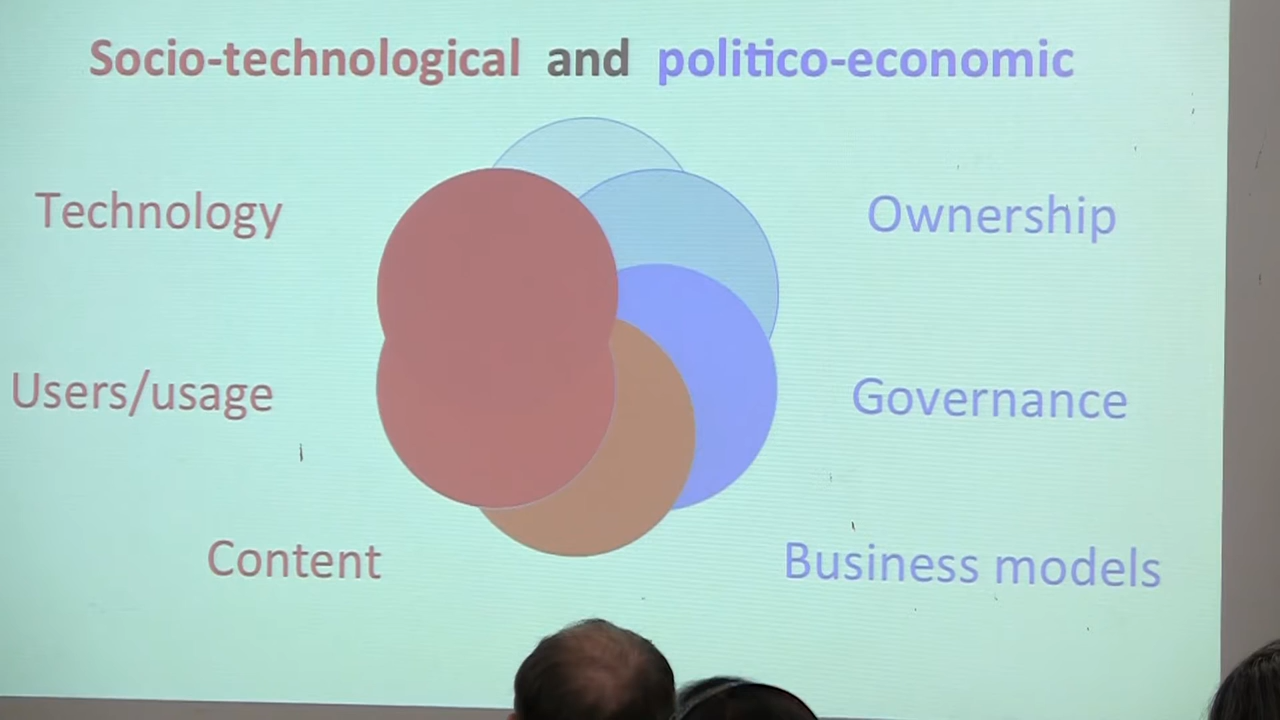 Socio-technological and politico-economic
Technology
Ownership
Users/usage
Governance
Content
Business models